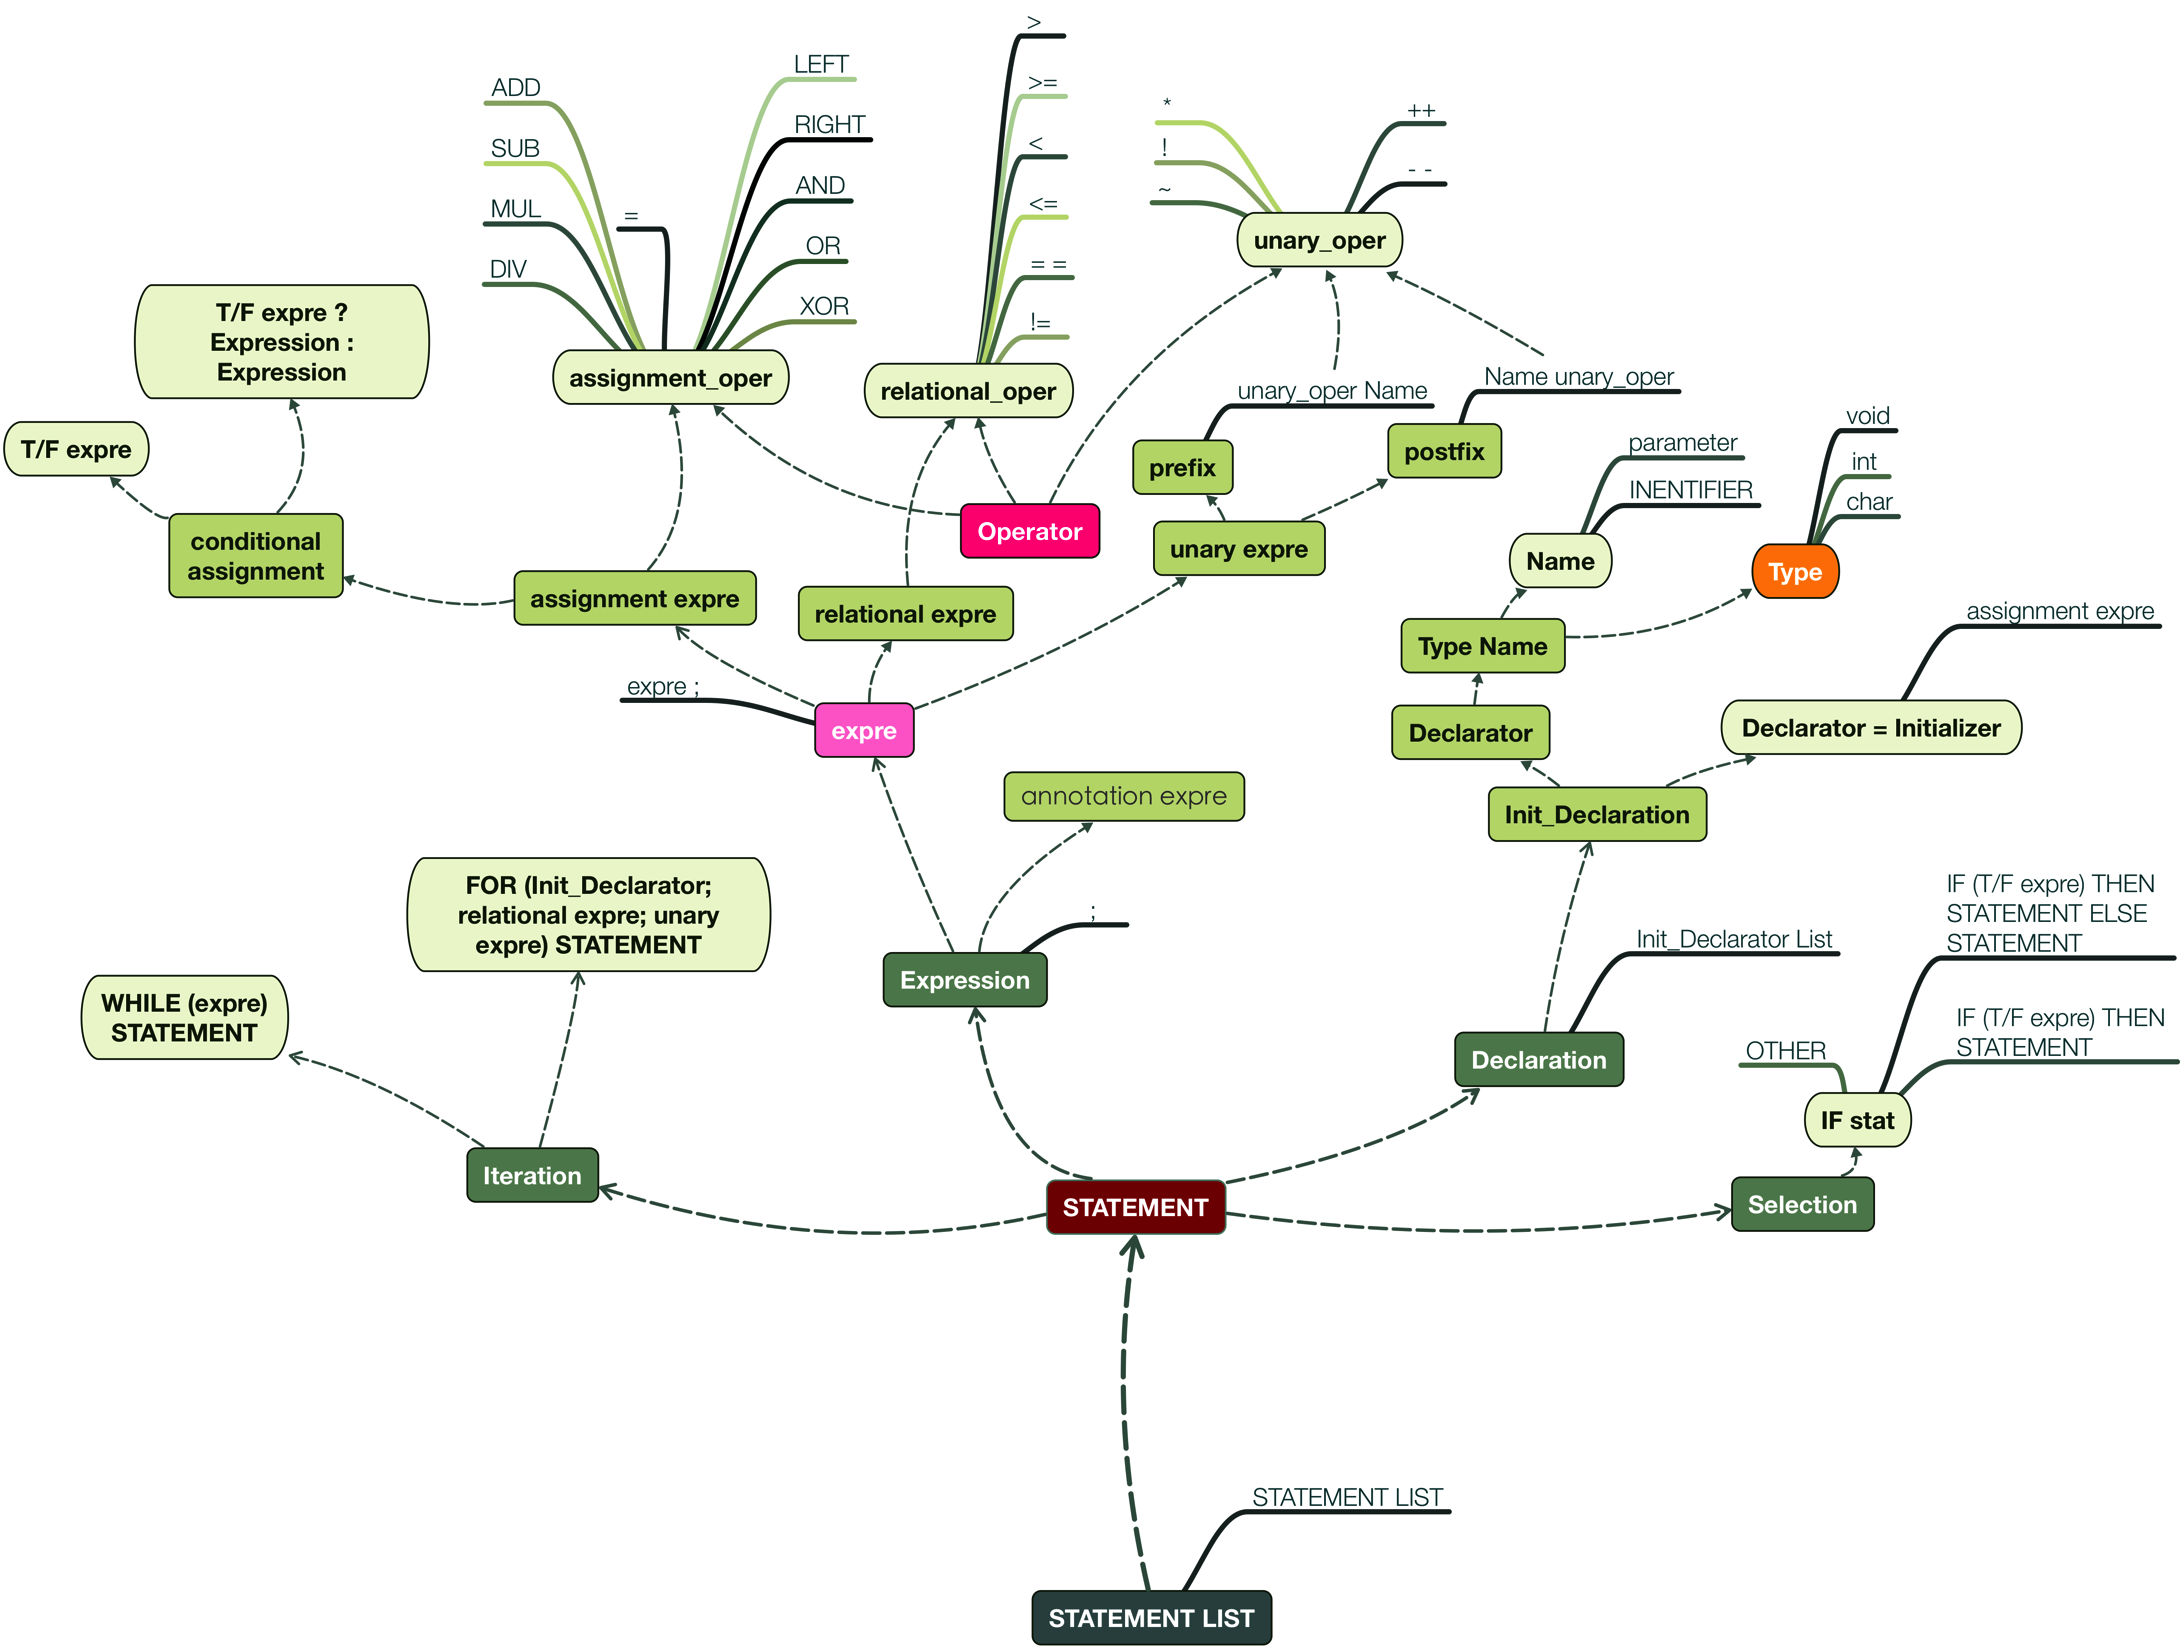 >
LEFT
ADD
>=
*
++
RIGHT
SUB
<
!
- -
AND
~
MUL
=
<=
unary_oper
OR
DIV
= =
XOR
!=
T/F expre ?
Expression :
Expression
assignment_oper
relational_oper
unary_oper Name
Name unary_oper
void
T/F expre
prefix
postfix
parameter
int
INENTIFIER
char
conditional
assignment
Operator
unary expre
Name
Type
assignment expre
relational expre
assignment expre
Type Name
expre ;
expre
Declarator
Declarator = Initializer
annotation expre
Init_Declaration
FOR (Init_Declarator;
relational expre; unary
expre) STATEMENT
IF (T/F expre) THEN
STATEMENT ELSE
STATEMENT
;
Init_Declarator List
WHILE (expre)
STATEMENT
Expression
IF (T/F expre) THEN
STATEMENT
OTHER
Declaration
IF stat
Iteration
STATEMENT
Selection
STATEMENT LIST
STATEMENT LIST